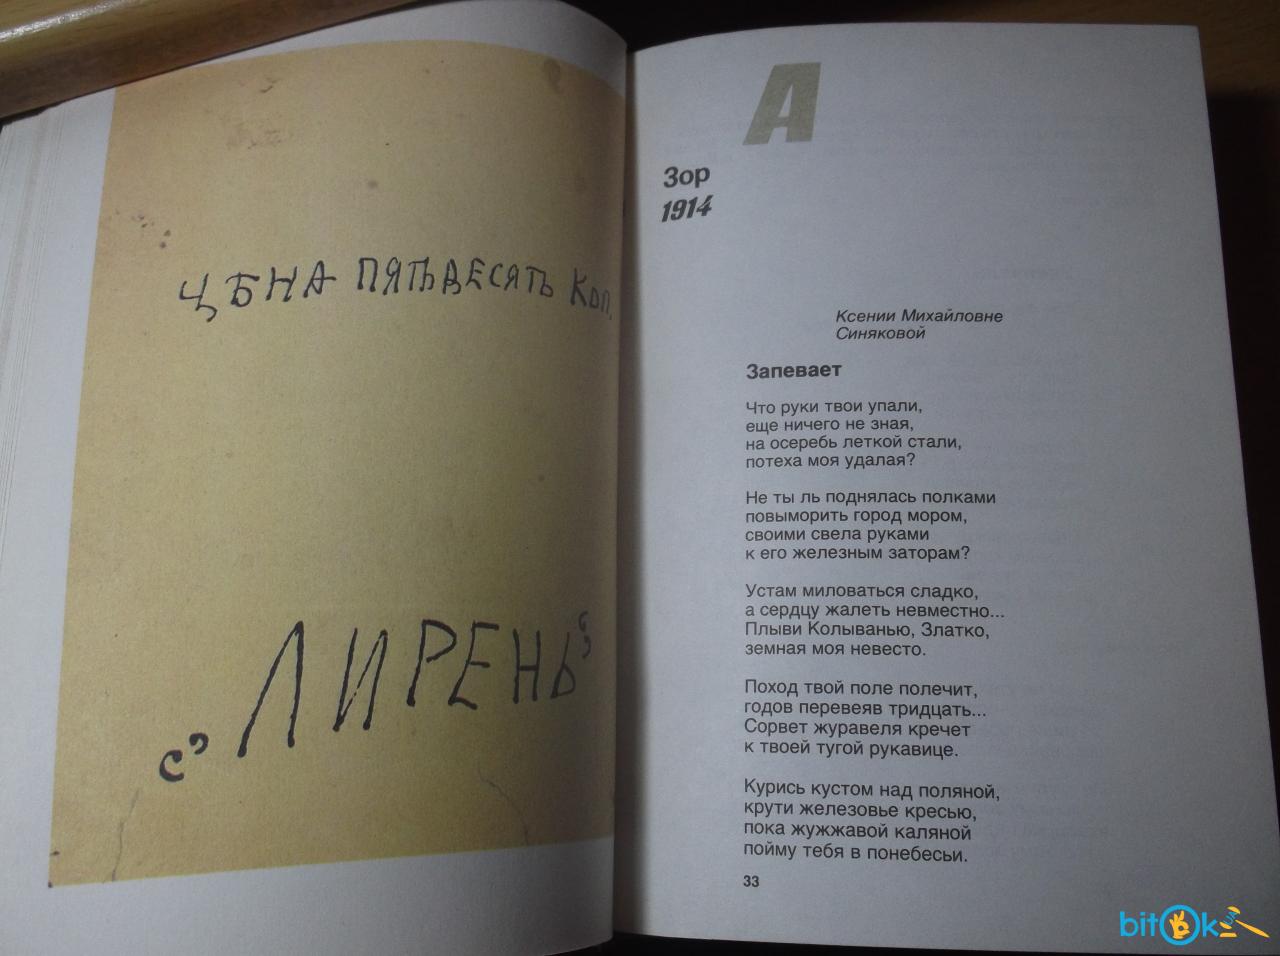 ЦѢНА ПЯТЬДЕСЯТЬ КОП.
„ЛИРЕНЬ“
А
Зор
1914
Ксении Михайловне
Синяковой
Запевает
Что руки твои упали,
еще ничего не зная,
на осеребь леткой стали,
потеха моя удалая?
Не ты ль поднялась полками
повыморить город мором,
своими свела руками
к его железным заторам?
Устам миловаться сладко,
а сердцу жалеть невместно...
Плыви Колыванью, Златко,
земная моя невесто.
Поход твой поле полечит,
годов перевеяв тридцать...
Сорвет журавеля кречет
к твоей тугой рукавице.
Курись кустом над поляной,
крути железовье кресью,
пока жужжавой каляной
пойму тебя в понебесьи.
33
bitok.ua